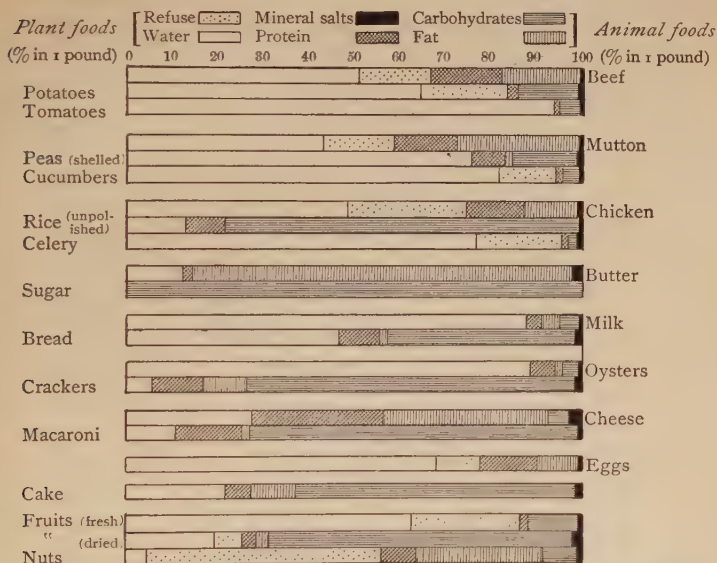 Plant foods
(% in 1 pound)
Refuse Mineral salts Carbohydrates
Water Protein Fat
Animal foods
(% in 1 pound)
0 10 20 30 40 50 60 70 80 90 100
Beef
Potatoes
Tomatoes
Mutton
Peas (shelled)
Cucumbers
Chicken
Rice (unpol-
ished)
Celery
Butter
Sugar
Milk
Bread
Oysters
Crackers
Cheese
Macaroni
Eggs
Cake
Fruits (fresh)
" (dried)
Nuts